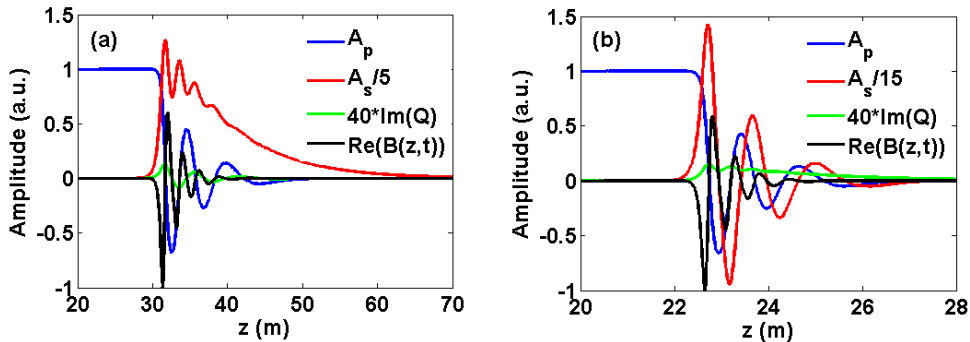 (a)
A_p
A_s/5
40*Im(Q)
Re(B(z,t))
Amplitude (a.u.)
1.5
1
0.5
0
-0.5
-1
20 30 40 50 60 70
z (m)
(b)
A_p
A_s/15
40*Im(Q)
Re(B(z,t))
Amplitude (a.u.)
1.5
1
0.5
0
-0.5
-1
20 22 24 26 28
z (m)